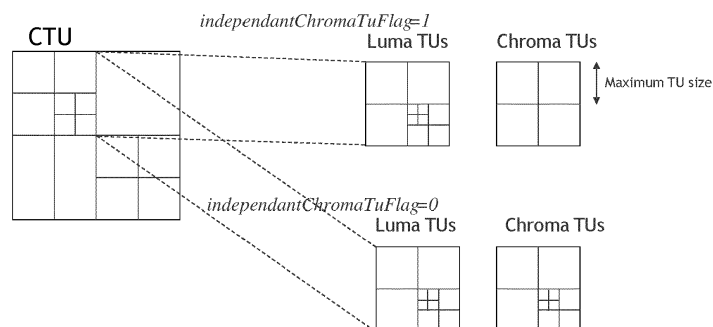 independantChromaTuFlag=1
CTU
Luma TUs
Chroma TUs
Maximum TU size
independantChromaTuFlag=0
Luma TUs
Chroma TUs